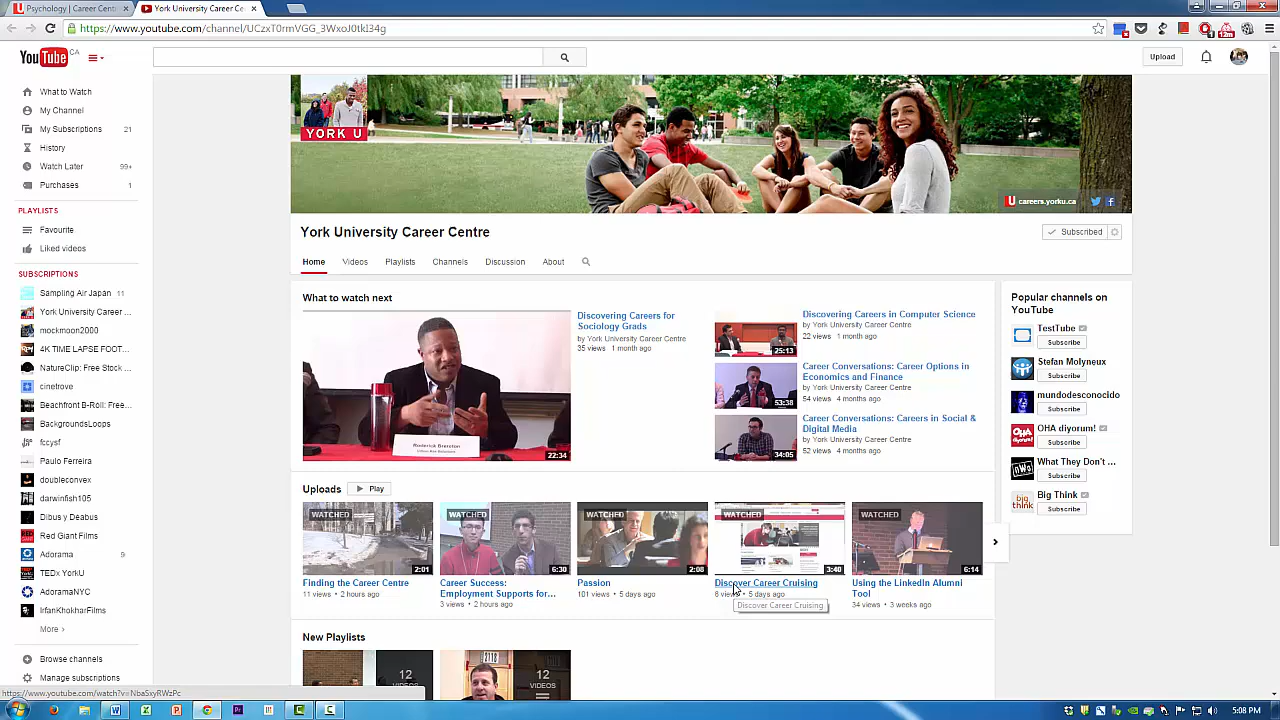 Psychology | Career Centr
York University Career Ce
https://www.youtube.com/channel/UCzxT0rmVGG_3WvoJ0tkI34g
12m
YouTube CA
Upload
What to Watch
My Channel
My Subscriptions 21
History
Watch Later 99+
Purchases 1
PLAYLISTS
Favourite
Liked videos
SUBSCRIPTIONS
Sampling Air Japan 11
York University Career ...
mockmoon2000
JK TIMELAPSE FOOT...
NatureClip: Free Stock ...
cinetrove
Beachfront B-Roll: Free...
fccysf
Paulo Ferreira
doubleconvex
darwinfish105
Red Giant Films
Adorama 9
AdoramaNYC
IrfanKhokharFilms
More ›
Browse channels
Manage subscriptions
YORK U
careers.yorku.ca
York University Career Centre
Subscribed
Home Videos Playlists Channels Discussion About
What to watch next
Roderick Brereton
22:34
Discovering Careers for
Sociology Grads
by York University Career Centre
35 views • 1 month ago
25:13
Discovering Careers in Computer Science
by York University Career Centre
22 views • 1 month ago
53:38
Career Conversations: Career Options in
Economics and Finance
by York University Career Centre
54 views • 4 months ago
34:05
Career Conversations: Careers in Social &
Digital Media
by York University Career Centre
52 views • 4 months ago
Uploads Play
WATCHED
2:01
Finding the Career Centre
11 views • 2 hours ago
WATCHED
6:30
Career Success:
Employment Supports for...
3 views • 2 hours ago
WATCHED
2:08
Passion
101 views • 5 days ago
WATCHED
3:40
Discover Career Cruising
8 views • 5 days ago
Discover Career Cruising
WATCHED
6:14
Using the LinkedIn Alumni
Tool
34 views • 3 weeks ago
New Playlists
12
VIDEOS
12
VIDEOS
Popular channels on
YouTube
TestTube
Subscribe
Stefan Molyneux
Subscribe
mundodesconocido
Subscribe
OHA diyorum!
Subscribe
What They Don't ...
Subscribe
big think
Big Think
Subscribe
5:08 PM